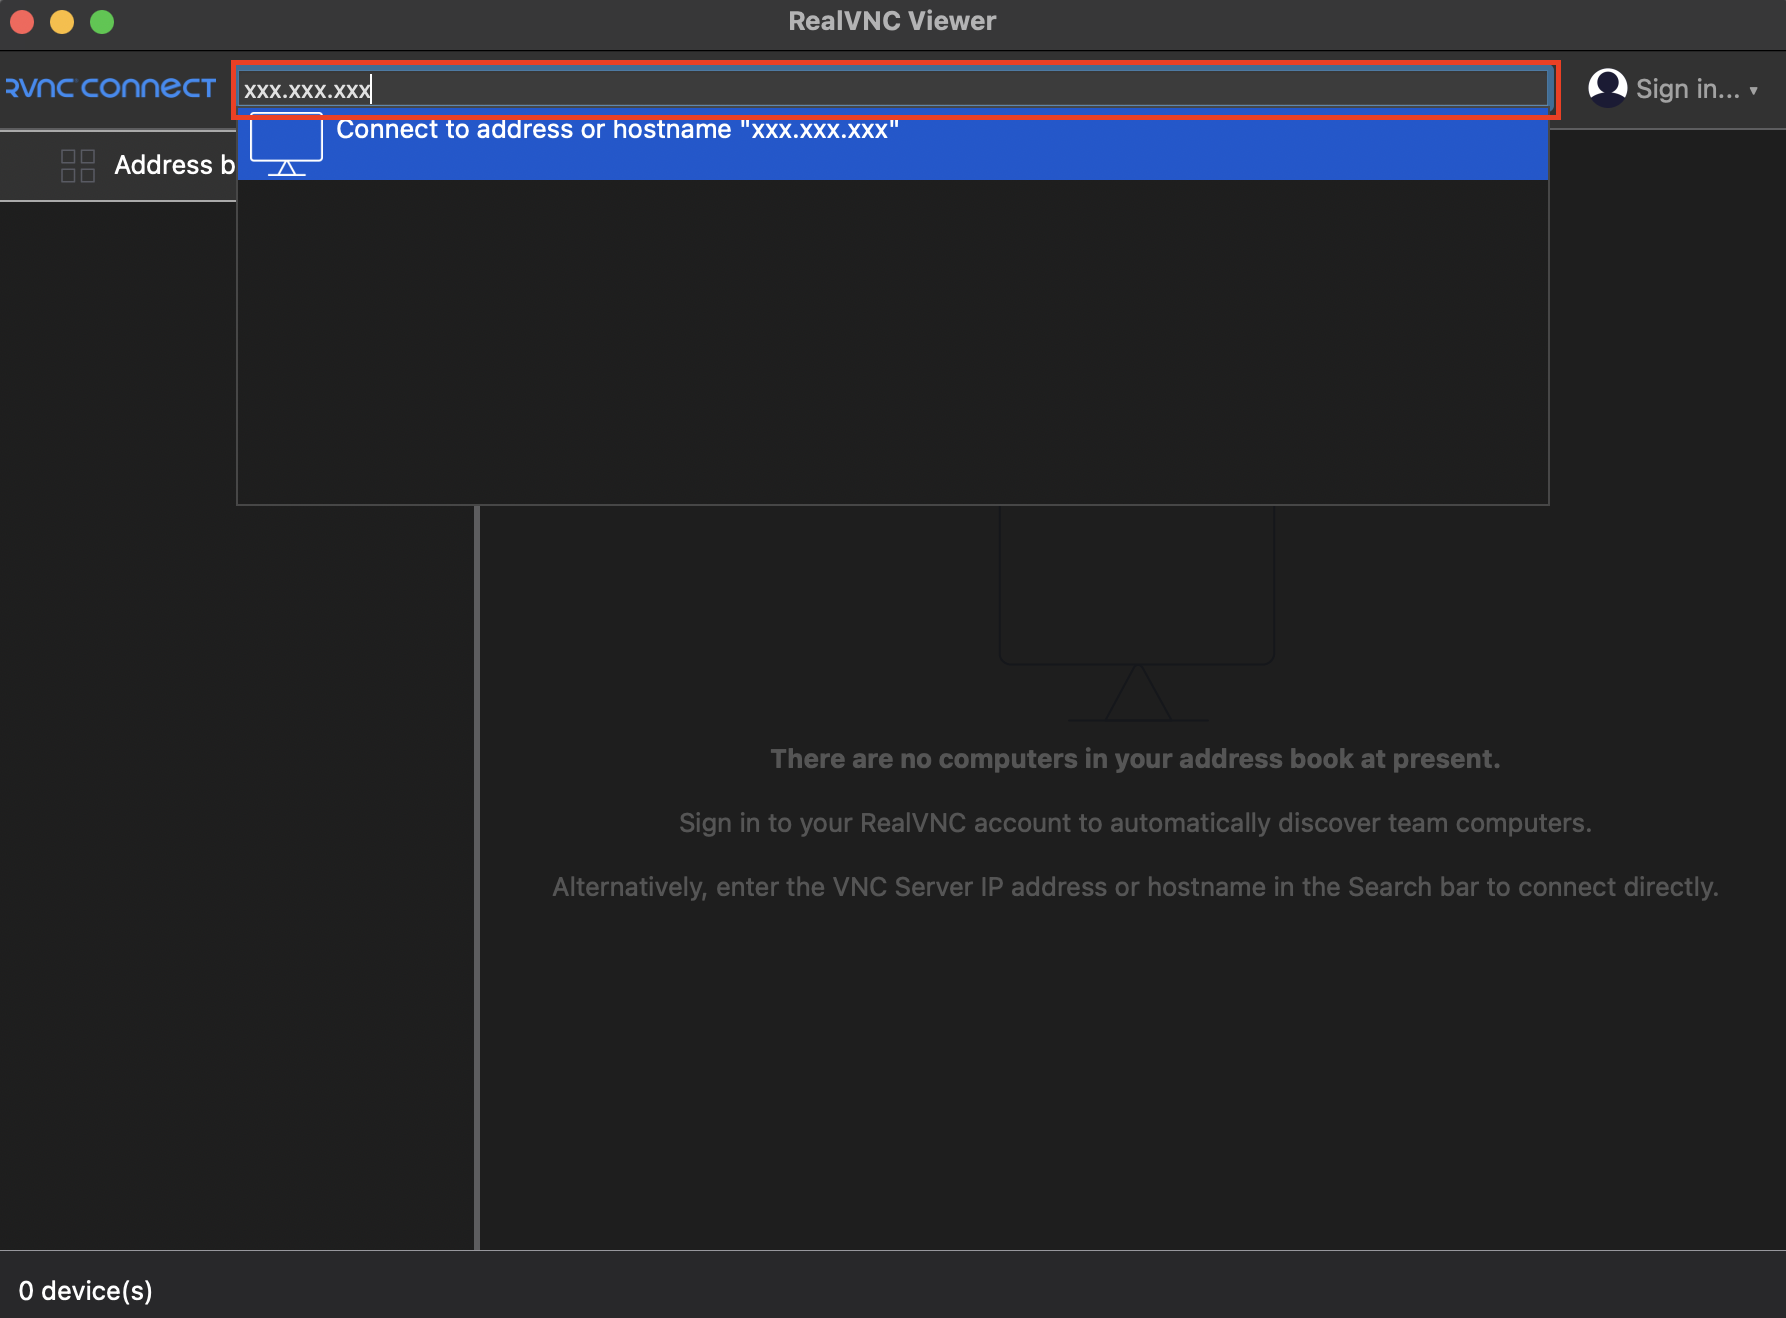 RealVNC Viewer
RVNC CONNECT
xxx.xxx.xxx
Sign in...
Connect to address or hostname "xxx.xxx.xxx"
Address b
There are no computers in your address book at present.
Sign in to your RealVNC account to automatically discover team computers.
Alternatively, enter the VNC Server IP address or hostname in the Search bar to connect directly.
0 device(s)